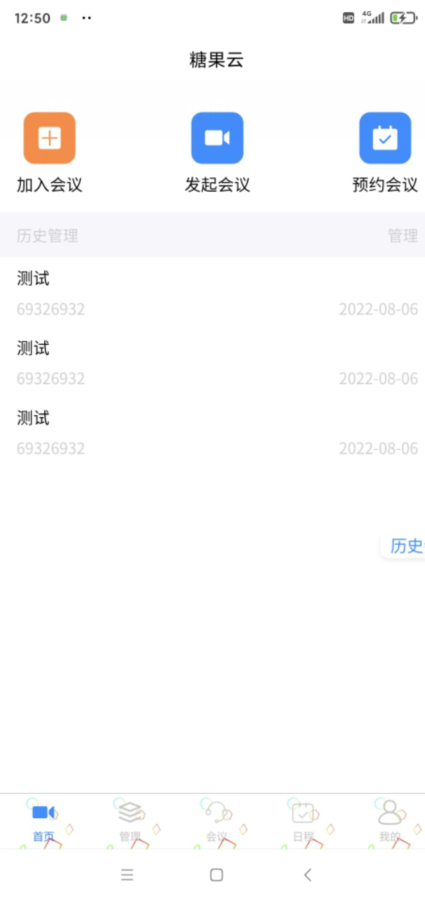 12:50
HD 4G
糖果云
加入会议 发起会议 预约会议
历史管理 管理
测试
69326932 2022-08-06
测试
69326932 2022-08-06
测试
69326932 2022-08-06
历史
首页 管理 会议 日程 我的